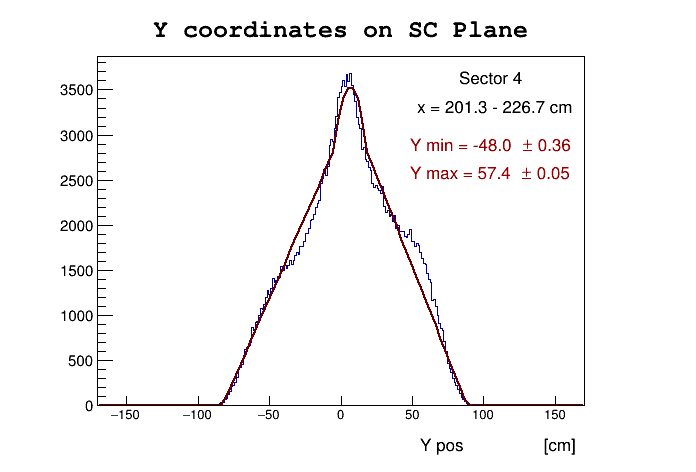 Y coordinates on SC Plane
Sector 4
x = 201.3 - 226.7 cm
Y min = -48.0 ± 0.36
Y max = 57.4 ± 0.05
3500
3000
2500
2000
1500
1000
500
0
−150 −100 −50 0 50 100 150
Y pos [cm]